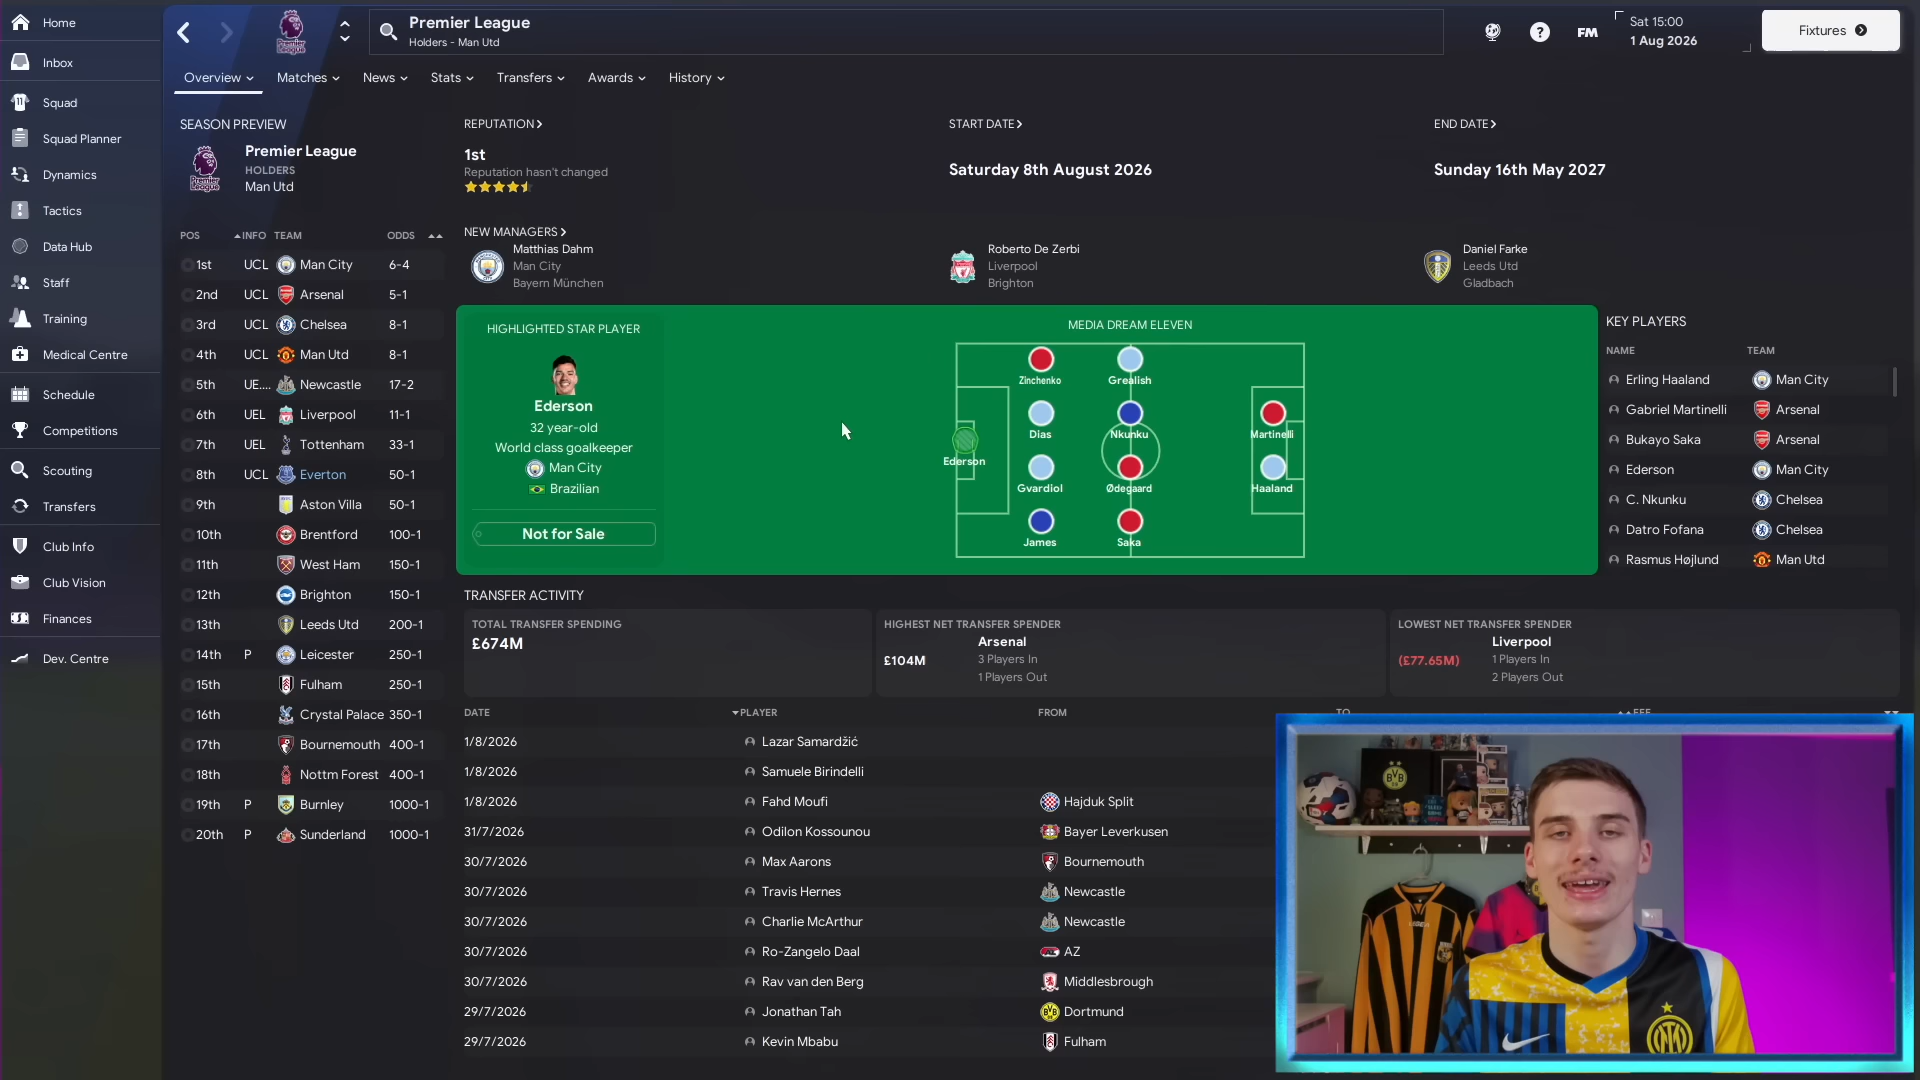 Home
Inbox
Squad
Squad Planner
Dynamics
Tactics
Data Hub
Staff
Training
Medical Centre
Schedule
Competitions
Scouting
Transfers
Club Info
Club Vision
Finances
Dev. Centre
Premier League
Holders - Man Utd
FM
Sat 15:00
1 Aug 2026
Fixtures
Overview Matches News Stats Transfers Awards History
SEASON PREVIEW
Premier League
HOLDERS
Man Utd
REPUTATION
1st
Reputation hasn't changed
START DATE
Saturday 8th August 2026
END DATE
Sunday 16th May 2027
POS INFO TEAM ODDS
1st UCL Man City 6-4
2nd UCL Arsenal 5-1
3rd UCL Chelsea 8-1
4th UCL Man Utd 8-1
5th UE.... Newcastle 17-2
6th UEL Liverpool 11-1
7th UEL Tottenham 33-1
8th UCL Everton 50-1
9th Aston Villa 50-1
10th Brentford 100-1
11th West Ham 150-1
12th Brighton 150-1
13th Leeds Utd 200-1
14th P Leicester 250-1
15th Fulham 250-1
16th Crystal Palace 350-1
17th Bournemouth 400-1
18th Nottm Forest 400-1
19th P Burnley 1000-1
20th P Sunderland 1000-1
NEW MANAGERS
Matthias Dahm
Man City
Bayern München
Roberto De Zerbi
Liverpool
Brighton
Daniel Farke
Leeds Utd
Gladbach
HIGHLIGHTED STAR PLAYER
Ederson
32 year-old
World class goalkeeper
Man City
Brazilian
Not for Sale
MEDIA DREAM ELEVEN
Zinchenko
Grealish
Dias
Nkunku
Martinelli
Ederson
Gvardiol
Ødegaard
Haaland
James
Saka
KEY PLAYERS
NAME TEAM
Erling Haaland Man City
Gabriel Martinelli Arsenal
Bukayo Saka Arsenal
Ederson Man City
C. Nkunku Chelsea
Datro Fofana Chelsea
Rasmus Højlund Man Utd
TRANSFER ACTIVITY
TOTAL TRANSFER SPENDING
£674M
HIGHEST NET TRANSFER SPENDER
Arsenal
£104M
3 Players In
1 Players Out
LOWEST NET TRANSFER SPENDER
Liverpool
(£77.65M)
1 Players In
2 Players Out
DATE PLAYER FROM TO FEE
1/8/2026 Lazar Samardžić
1/8/2026 Samuele Birindelli
1/8/2026 Fahd Moufi Hajduk Split
31/7/2026 Odilon Kossounou Bayer Leverkusen
30/7/2026 Max Aarons Bournemouth
30/7/2026 Travis Hernes Newcastle
30/7/2026 Charlie McArthur Newcastle
30/7/2026 Ro-Zangelo Daal AZ
30/7/2026 Rav van den Berg Middlesbrough
29/7/2026 Jonathan Tah Dortmund
29/7/2026 Kevin Mbabu Fulham
BVB